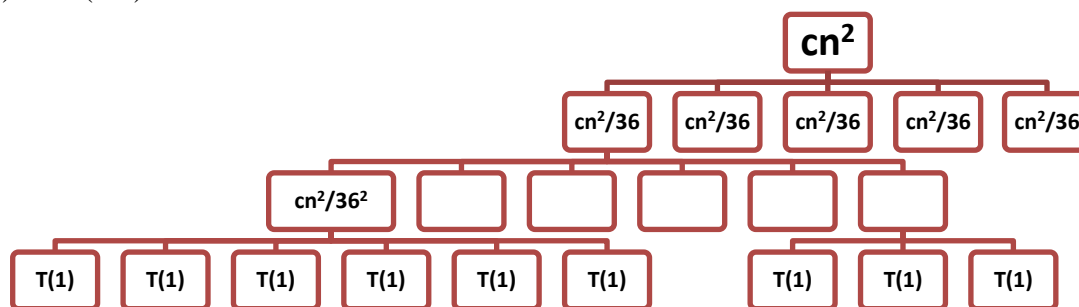 cn²
cn²/36 cn²/36 cn²/36 cn²/36 cn²/36
cn²/36²
T(1) T(1) T(1) T(1) T(1) T(1) T(1) T(1) T(1)